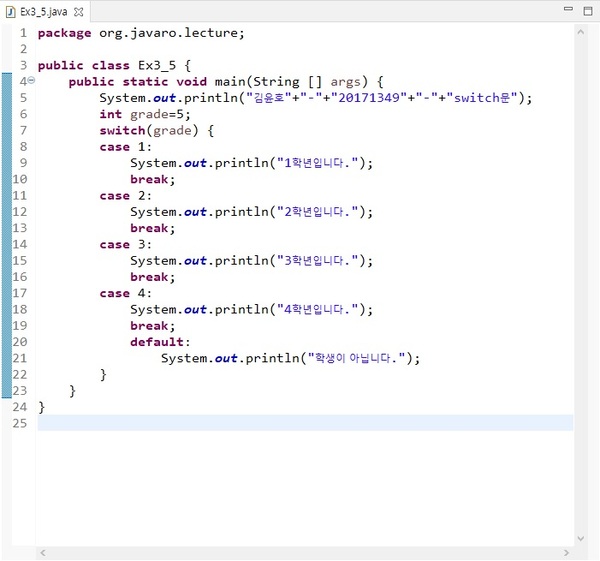 Ex3_5.java
1 package org.javaro.lecture;
2
3 public class Ex3_5 {
4     public static void main(String [] args) {
5         System.out.println("김윤호"+"-"+"20171349"+"-"+"switch문");
6         int grade=5;
7         switch(grade) {
8         case 1:
9             System.out.println("1학년입니다.");
10             break;
11         case 2:
12             System.out.println("2학년입니다.");
13             break;
14         case 3:
15             System.out.println("3학년입니다.");
16             break;
17         case 4:
18             System.out.println("4학년입니다.");
19             break;
20             default:
21                 System.out.println("학생이 아닙니다.");
22         }
23     }
24 }
25